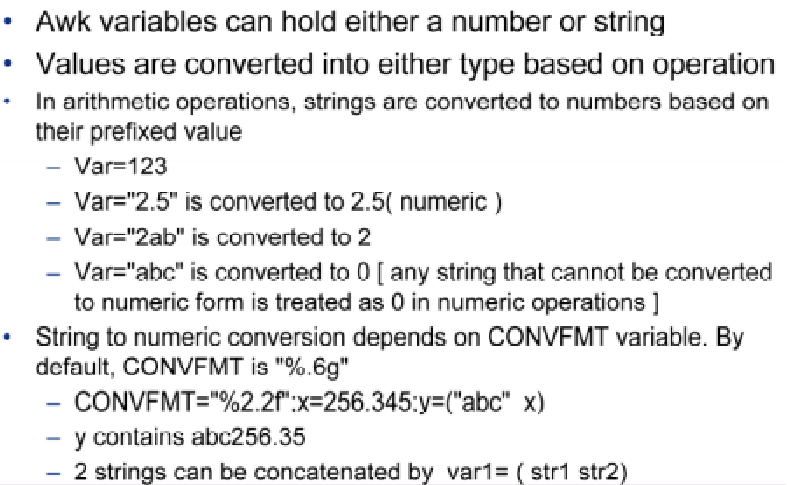 • Awk variables can hold either a number or string
• Values are converted into either type based on operation
• In arithmetic operations, strings are converted to numbers based on
their prefixed value
– Var=123
– Var="2.5" is converted to 2.5( numeric )
– Var="2ab" is converted to 2
– Var="abc" is converted to 0 [ any string that cannot be converted
to numeric form is treated as 0 in numeric operations ]
• String to numeric conversion depends on CONVFMT variable. By
default, CONVFMT is "%.6g"
– CONVFMT="%2.2f":x=256.345:y=("abc" x)
– y contains abc256.35
– 2 strings can be concatenated by var1= ( str1 str2)